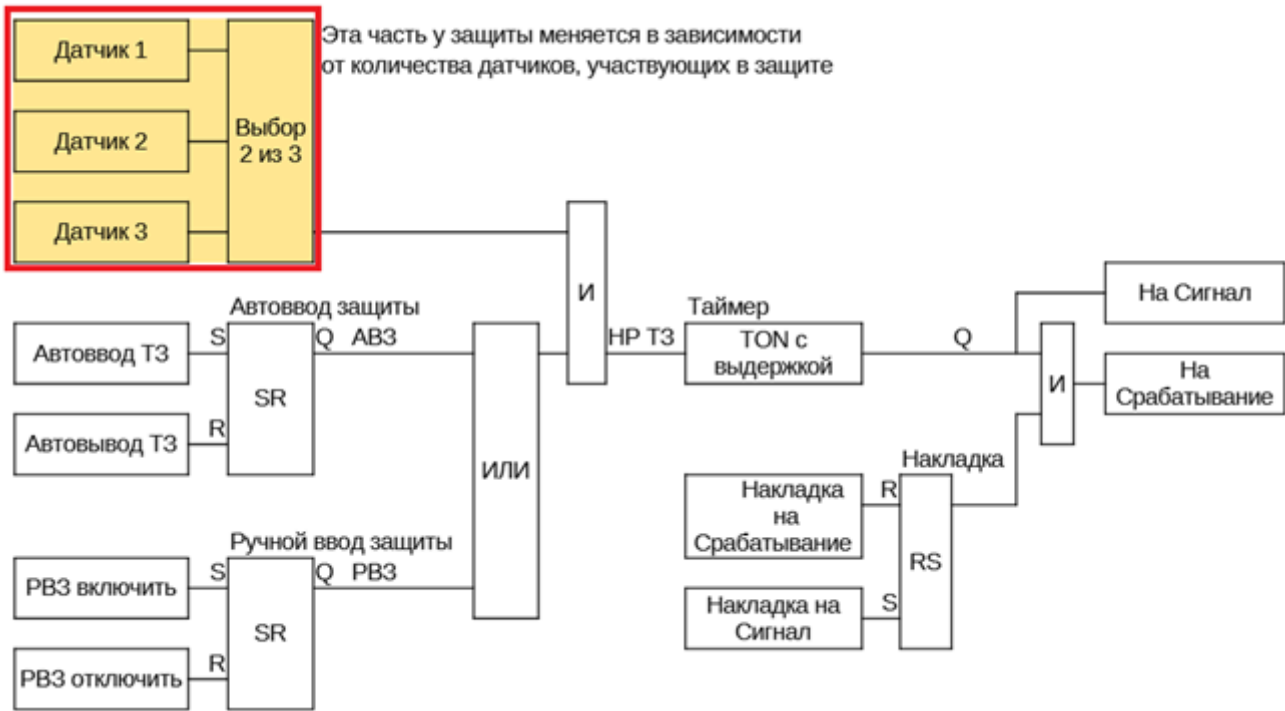 Датчик 1
Эта часть у защиты меняется в зависимости
от количества датчиков, участвующих в защите
Датчик 2
Выбор
2 из 3
Датчик 3
И
Автоввод защиты
Автоввод ТЗ
S
SR
Q АВЗ
Автовывод ТЗ
R
ИЛИ
НР ТЗ
Таймер
TON с
выдержкой
Q
На Сигнал
И
На
Срабатывание
Накладка
Накладка
на
Срабатывание
R
RS
Накладка на
Сигнал
S
Ручной ввод защиты
РВЗ включить
S
SR
Q РВЗ
РВЗ отключить
R